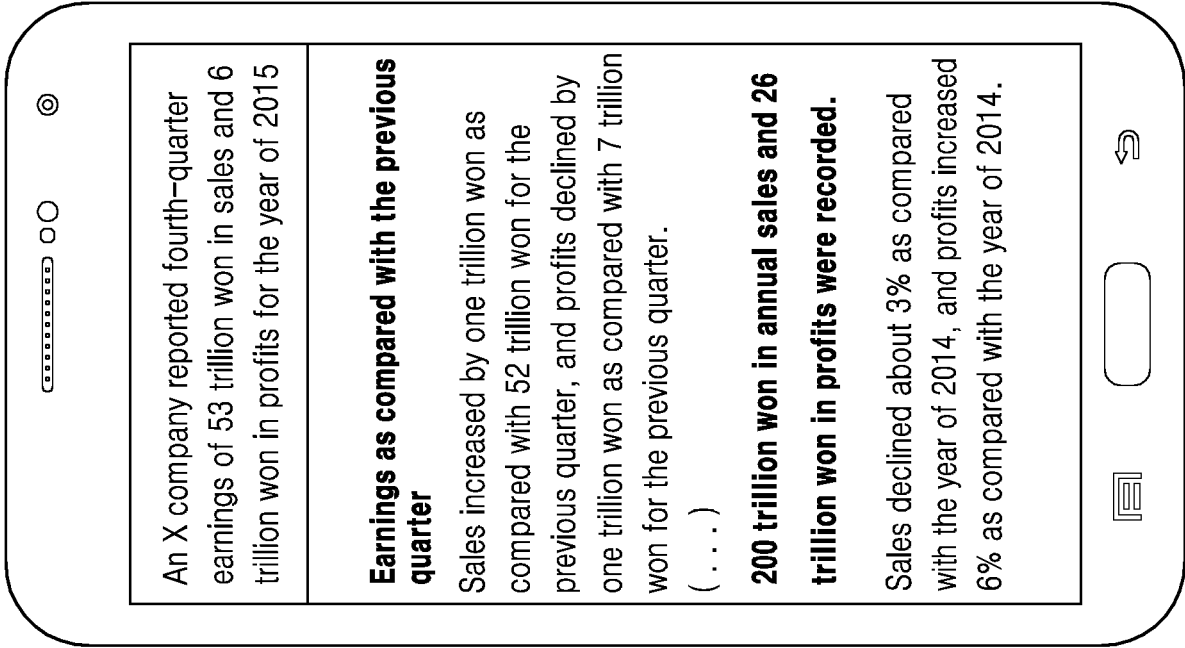 An X company reported fourth-quarter
earnings of 53 trillion won in sales and 6
trillion won in profits for the year of 2015
Earnings as compared with the previous
quarter
Sales increased by one trillion won as
compared with 52 trillion won for the
previous quarter, and profits declined by
one trillion won as compared with 7 trillion
won for the previous quarter.
(...)
200 trillion won in annual sales and 26
trillion won in profits were recorded.
Sales declined about 3% as compared
with the year of 2014, and profits increased
6% as compared with the year of 2014.